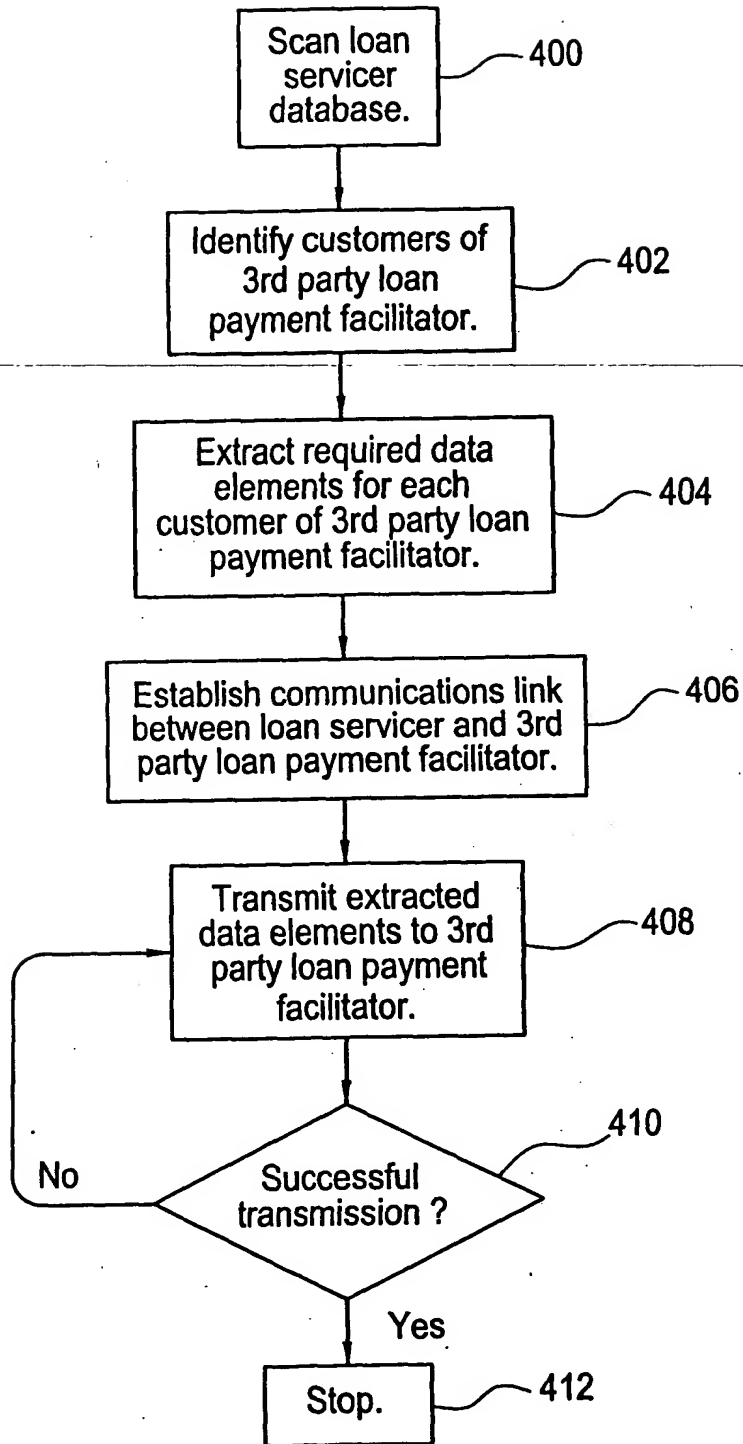 Scan loan
servicer
database.
400
Identify customers of
3rd party loan
payment facilitator.
402
Extract required data
elements for each
customer of 3rd party loan
payment facilitator.
404
Establish communications link
between loan servicer and 3rd
party loan payment facilitator.
406
Transmit extracted
data elements to 3rd
party loan payment
facilitator.
408
Successful
transmission ?
410
No
Yes
Stop.
412